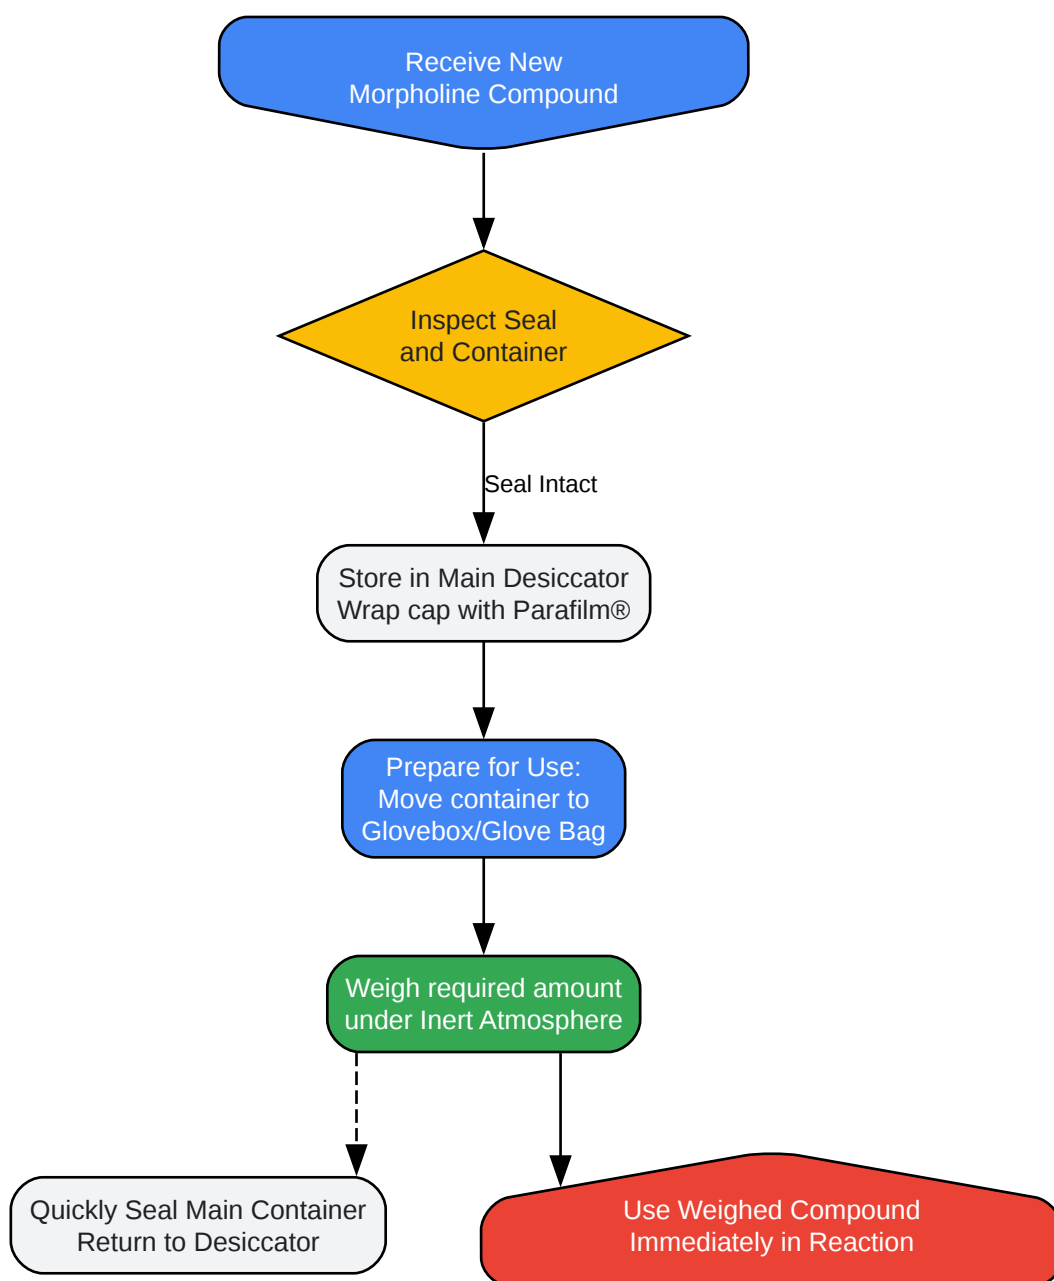 Receive New
Morpholine Compound
Inspect Seal
and Container
Seal Intact
Store in Main Desiccator
Wrap cap with Parafilm®
Prepare for Use:
Move container to
Glovebox/Glove Bag
Weigh required amount
under Inert Atmosphere
Quickly Seal Main Container
Return to Desiccator
Use Weighed Compound
Immediately in Reaction